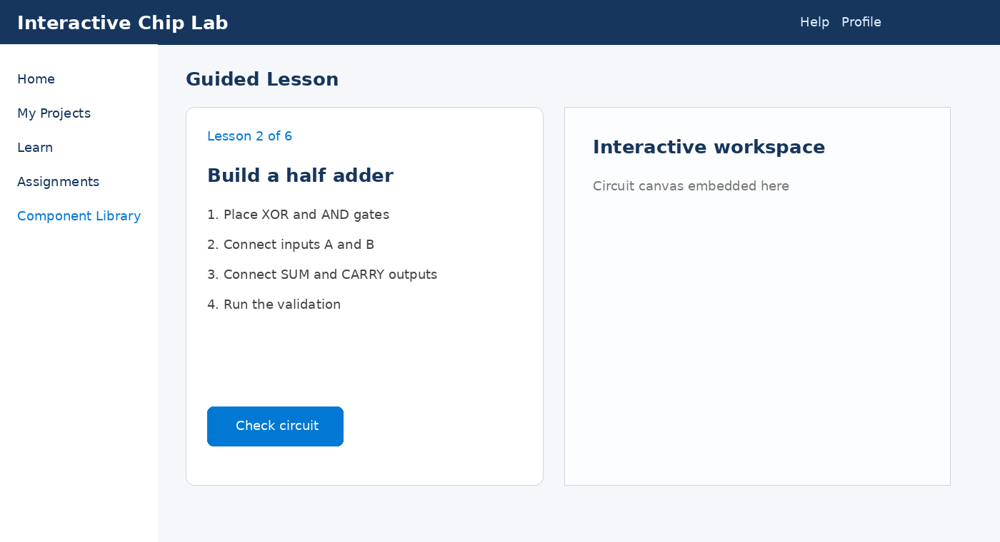 Interactive Chip Lab
Help Profile
Home
My Projects
Learn
Assignments
Component Library
Guided Lesson
Lesson 2 of 6
Build a half adder
1. Place XOR and AND gates
2. Connect inputs A and B
3. Connect SUM and CARRY outputs
4. Run the validation
Check circuit
Interactive workspace
Circuit canvas embedded here